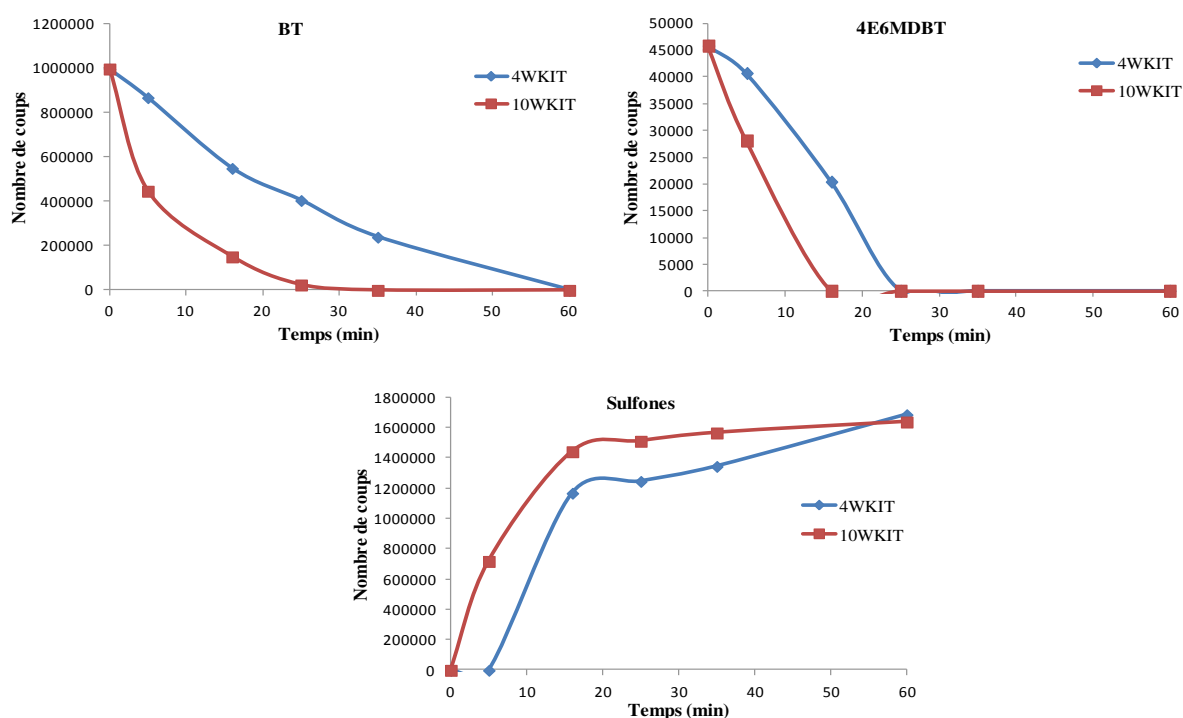 BT
1200000
1000000
800000
600000
400000
200000
0
Nombre de coups
4WKIT
10WKIT
0 10 20 30 40 50 60
Temps (min)
4E6MDBT
50000
45000
40000
35000
30000
25000
20000
15000
10000
5000
0
Nombre de coups
4WKIT
10WKIT
0 10 20 30 40 50 60
Temps (min)
Sulfones
1800000
1600000
1400000
1200000
1000000
800000
600000
400000
200000
0
Nombre de coups
4WKIT
10WKIT
0 10 20 30 40 50 60
Temps (min)